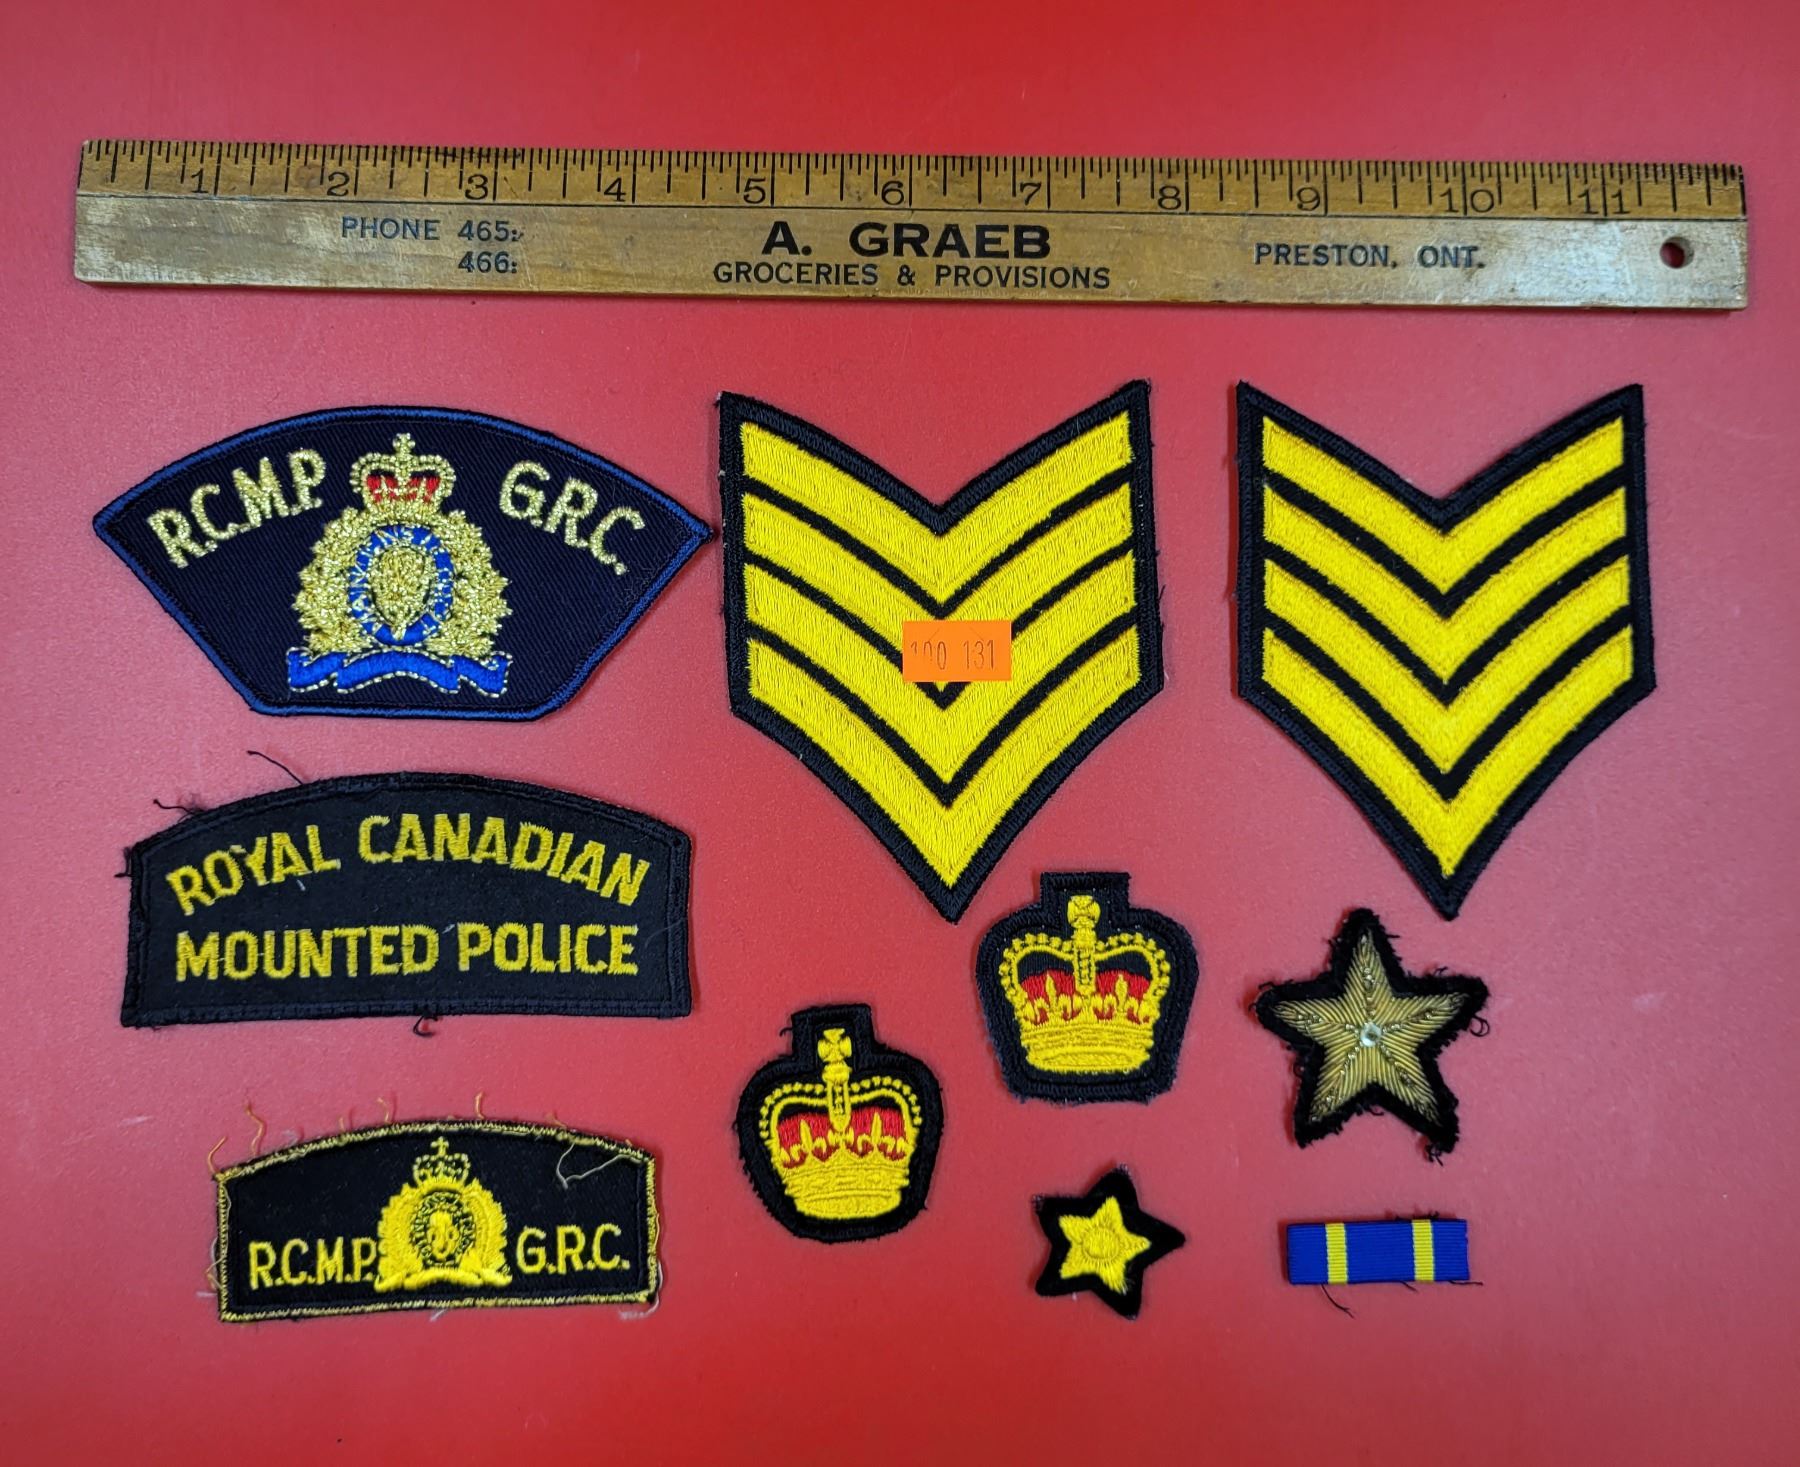 1 2 3 4 5 6 7 8 9 10 11
PHONE 465:
466:
A. GRAEB
GROCERIES & PROVISIONS
PRESTON, ONT.
R.C.M.P G.R.C.
100 131
ROYAL CANADIAN
MOUNTED POLICE
R.C.M.P. G.R.C.